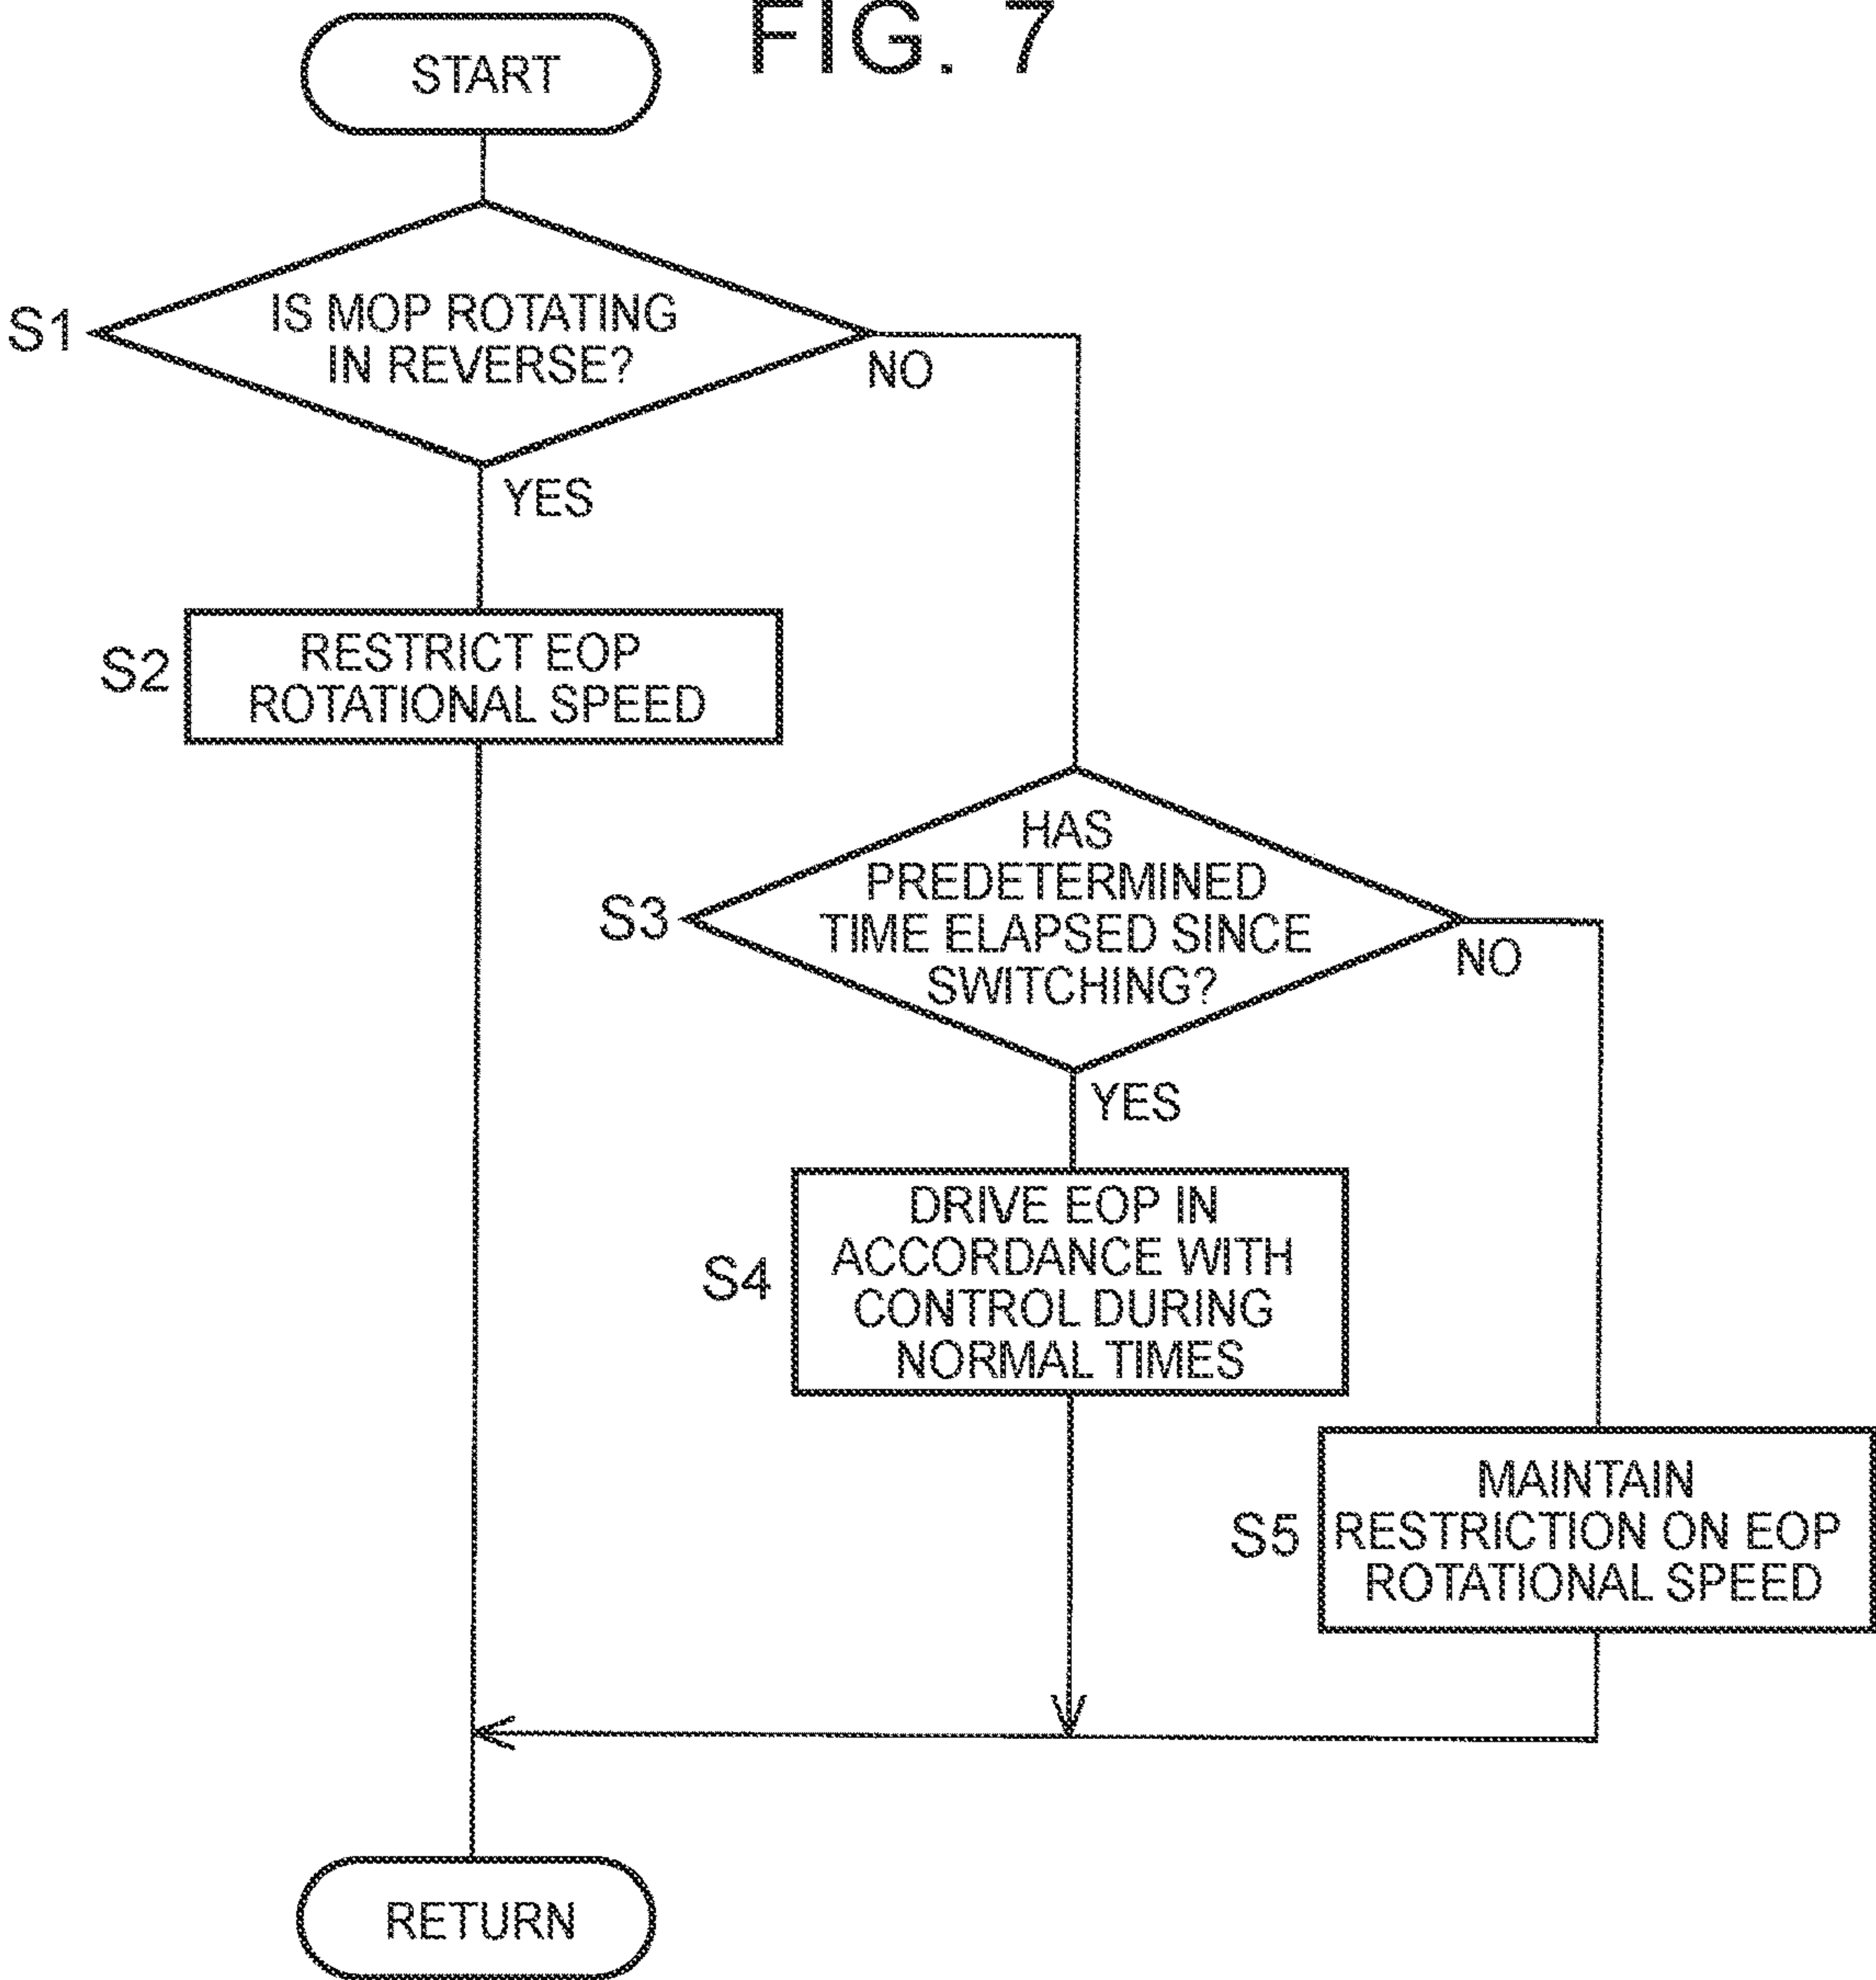 FIG. 7
START
S1
IS MOP ROTATING
IN REVERSE?
NO
YES
S2
RESTRICT EOP
ROTATIONAL SPEED
S3
HAS
PREDETERMINED
TIME ELAPSED SINCE
SWITCHING?
NO
YES
S4
DRIVE EOP IN
ACCORDANCE WITH
CONTROL DURING
NORMAL TIMES
S5
MAINTAIN
RESTRICTION ON EOP
ROTATIONAL SPEED
RETURN